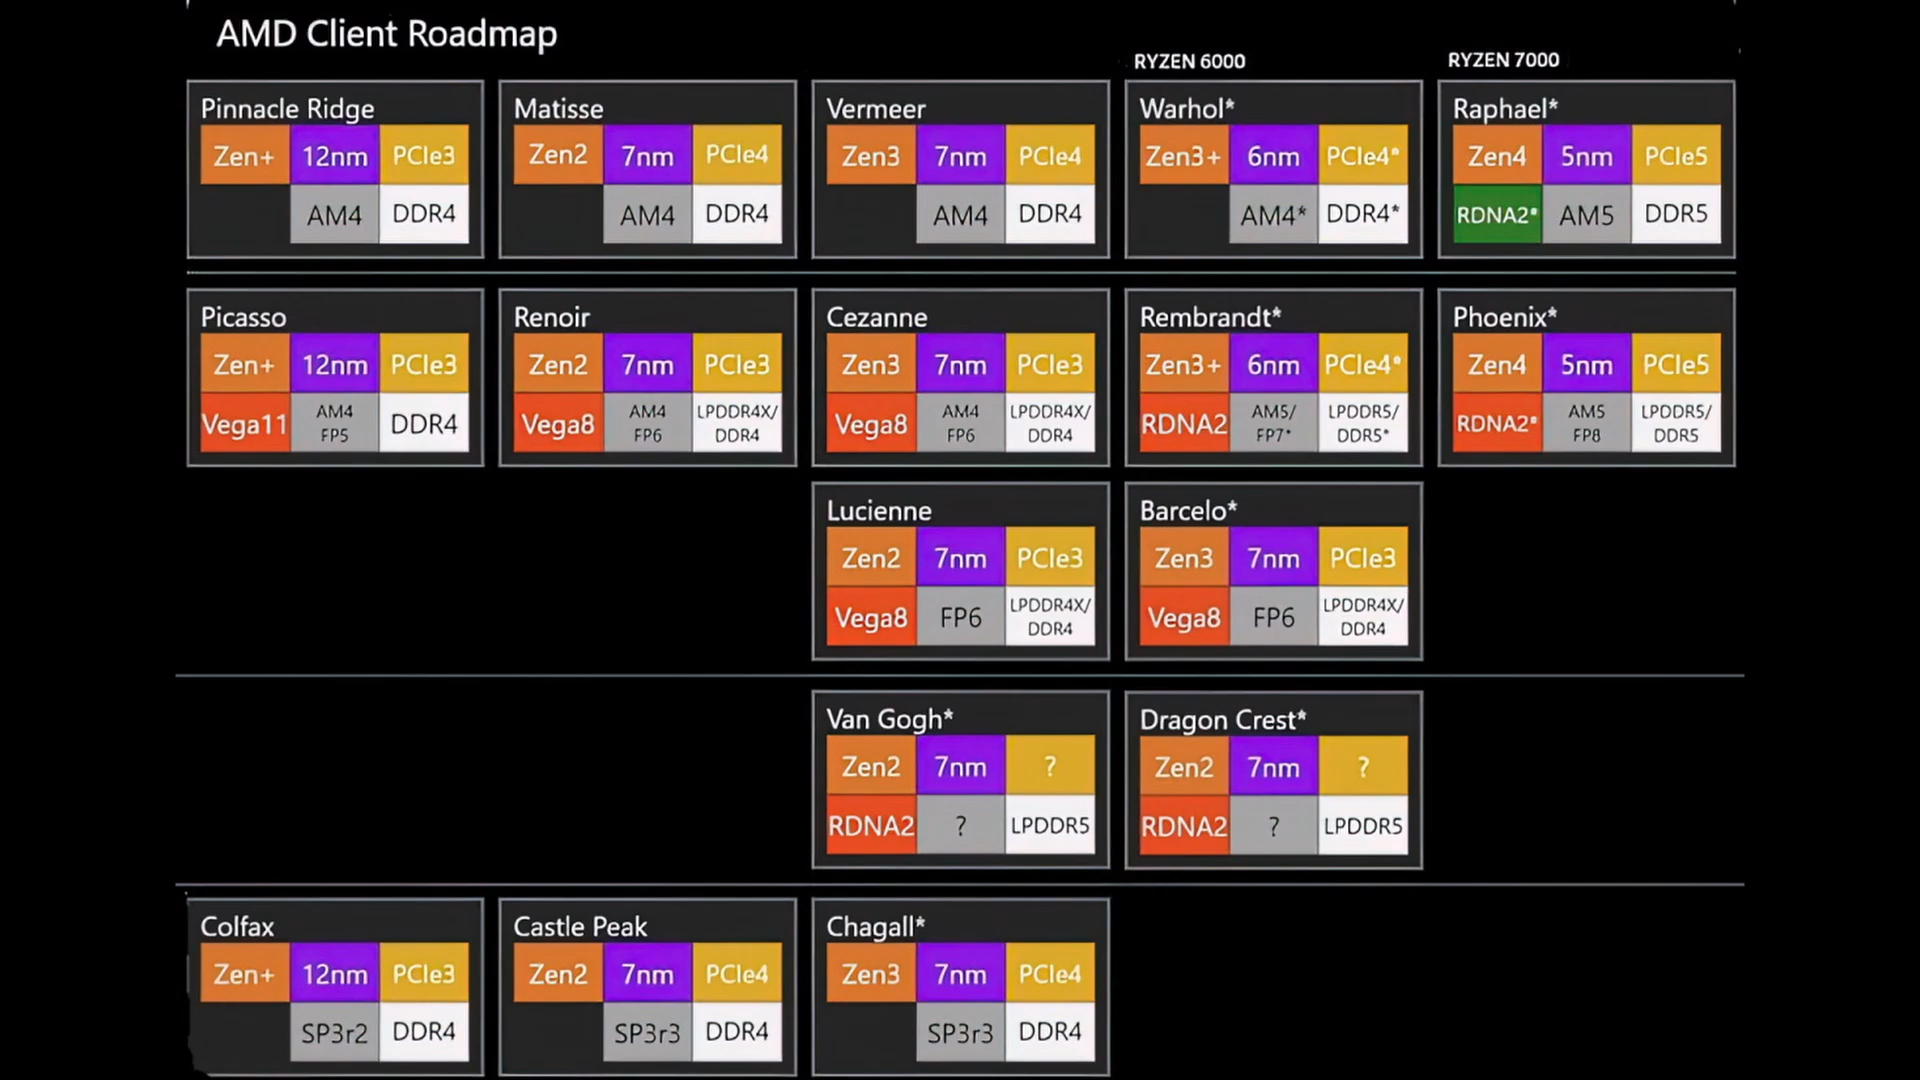 AMD Client Roadmap
RYZEN 6000
RYZEN 7000
Pinnacle Ridge
Zen+ 12nm PCIe3
AM4 DDR4
Matisse
Zen2 7nm PCIe4
AM4 DDR4
Vermeer
Zen3 7nm PCIe4
AM4 DDR4
Warhol*
Zen3+ 6nm PCIe4*
AM4* DDR4*
Raphael*
Zen4 5nm PCIe5
RDNA2* AM5 DDR5
Picasso
Zen+ 12nm PCIe3
Vega11 AM4 FP5 DDR4
Renoir
Zen2 7nm PCIe3
Vega8 AM4 FP6 LPDDR4X/ DDR4
Cezanne
Zen3 7nm PCIe3
Vega8 AM4 FP6 LPDDR4X/ DDR4
Rembrandt*
Zen3+ 6nm PCIe4*
RDNA2 AM5/ FP7* LPDDR5/ DDR5*
Phoenix*
Zen4 5nm PCIe5
RDNA2* AM5 FP8 LPDDR5/ DDR5
Lucienne
Zen2 7nm PCIe3
Vega8 FP6 LPDDR4X/ DDR4
Barcelo*
Zen3 7nm PCIe3
Vega8 FP6 LPDDR4X/ DDR4
Van Gogh*
Zen2 7nm ?
RDNA2 ? LPDDR5
Dragon Crest*
Zen2 7nm ?
RDNA2 ? LPDDR5
Colfax
Zen+ 12nm PCIe3
SP3r2 DDR4
Castle Peak
Zen2 7nm PCIe4
SP3r3 DDR4
Chagall*
Zen3 7nm PCIe4
SP3r3 DDR4